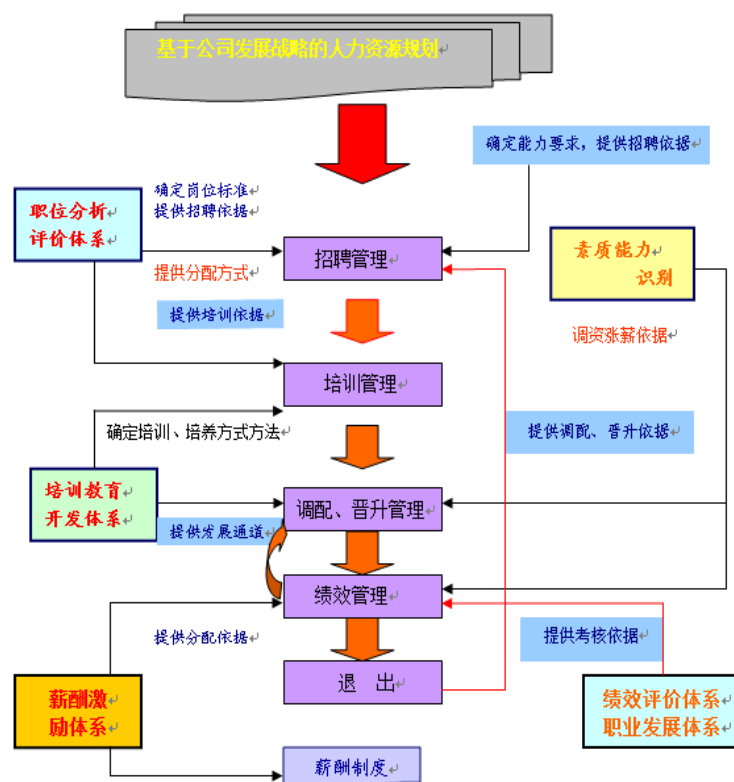 基于公司发展战略的人力资源规划
确定能力要求，提供招聘依据
确定岗位标准
提供招聘依据
职位分析
评价体系
招聘管理
素质能力
识别
提供分配方式
提供培训依据
调资涨薪依据
培训管理
确定培训、培养方式方法
提供调配、晋升依据
培训教育
开发体系
调配、晋升管理
提供发展通道
绩效管理
提供分配依据
提供考核依据
退 出
薪酬激
励体系
绩效评价体系
职业发展体系
薪酬制度